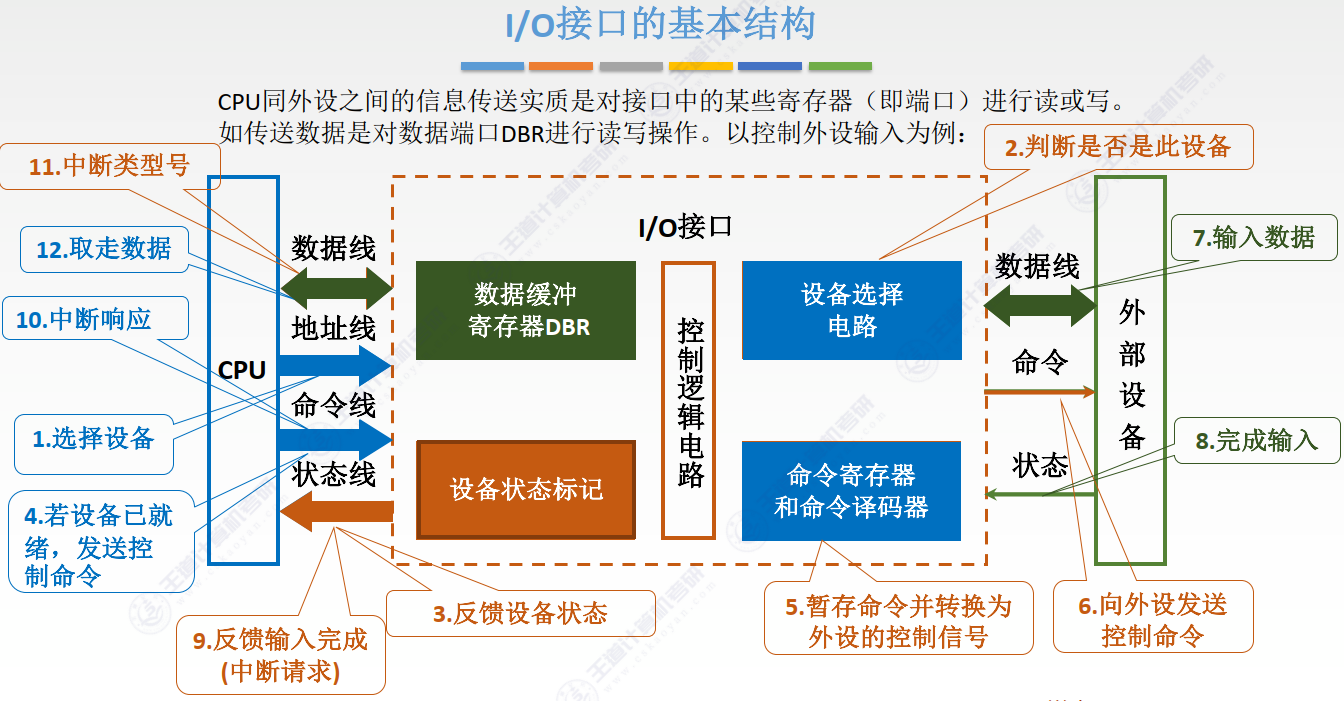 I/O接口的基本结构
CPU同外设之间的信息传送实质是对接口中的某些寄存器（即端口）进行读或写。
如传送数据是对数据端口DBR进行读写操作。以控制外设输入为例：
2.判断是否是此设备
11.中断类型号
12.取走数据
10.中断响应
1.选择设备
4.若设备已就
绪，发送控
制命令
CPU
数据线
地址线
命令线
状态线
I/O接口
数据缓冲
寄存器DBR
设备状态标记
控
制
逻
辑
电
路
设备选择
电路
命令寄存器
和命令译码器
数据线
命令
状态
外
部
设
备
7.输入数据
8.完成输入
3.反馈设备状态
9.反馈输入完成
(中断请求)
5.暂存命令并转换为
外设的控制信号
6.向外设发送
控制命令
王道计算机考研
www.cskaoyan.com